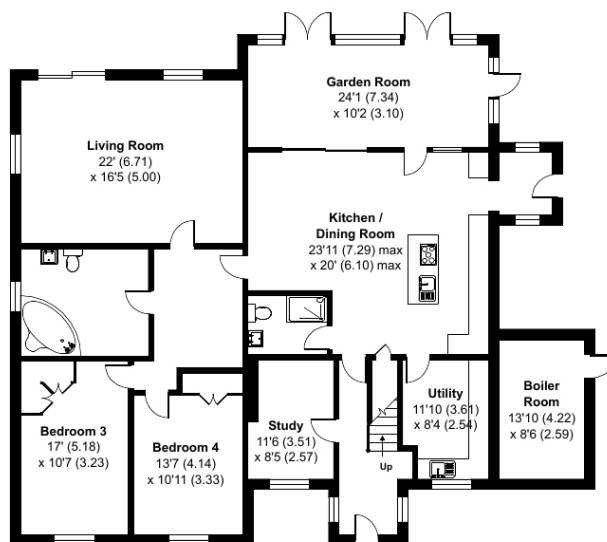 Garden Room
24'1 (7.34)
x 10'2 (3.10)
Living Room
22' (6.71)
x 16'5 (5.00)
Kitchen /
Dining Room
23'11 (7.29) max
x 20' (6.10) max
Utility
11'10 (3.61)
x 8'4 (2.54)
Boiler
Room
13'10 (4.22)
x 8'6 (2.59)
Study
11'6 (3.51)
x 8'5 (2.57)
Bedroom 3
17' (5.18)
x 10'7 (3.23)
Bedroom 4
13'7 (4.14)
x 10'11 (3.33)
Up